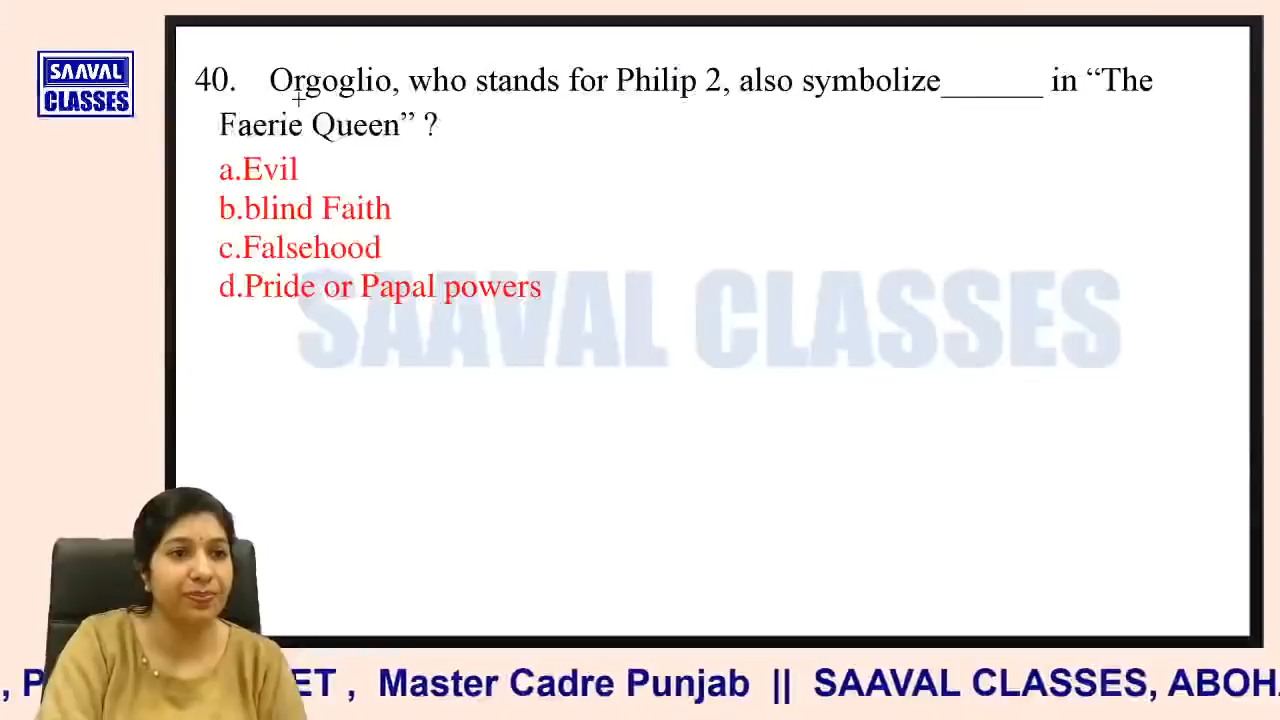 SAAVAL
CLASSES
40. Orgoglio, who stands for Philip 2, also symbolize______ in “The
Faerie Queen” ?
a.Evil
b.blind Faith
c.Falsehood
d.Pride or Papal powers
SAAVAL CLASSES
, P ET , Master Cadre Punjab || SAAVAL CLASSES, ABOH